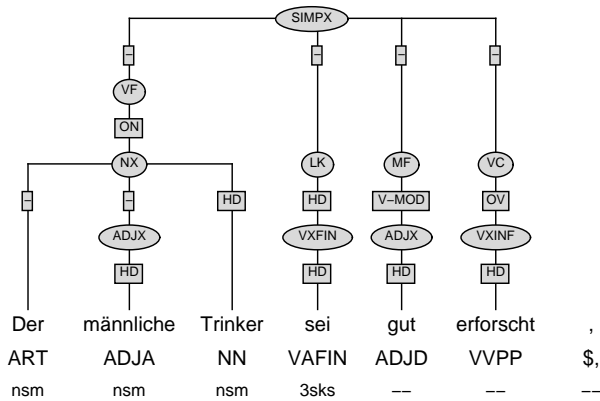 SIMPX
– – – –
VF
ON
NX LK MF VC
– – HD HD V–MOD OV
ADJX VXFIN ADJX VXINF
HD HD HD HD
Der männliche Trinker sei gut erforscht ,
ART ADJA NN VAFIN ADJD VVPP $,
nsm nsm nsm 3sks –– –– ––